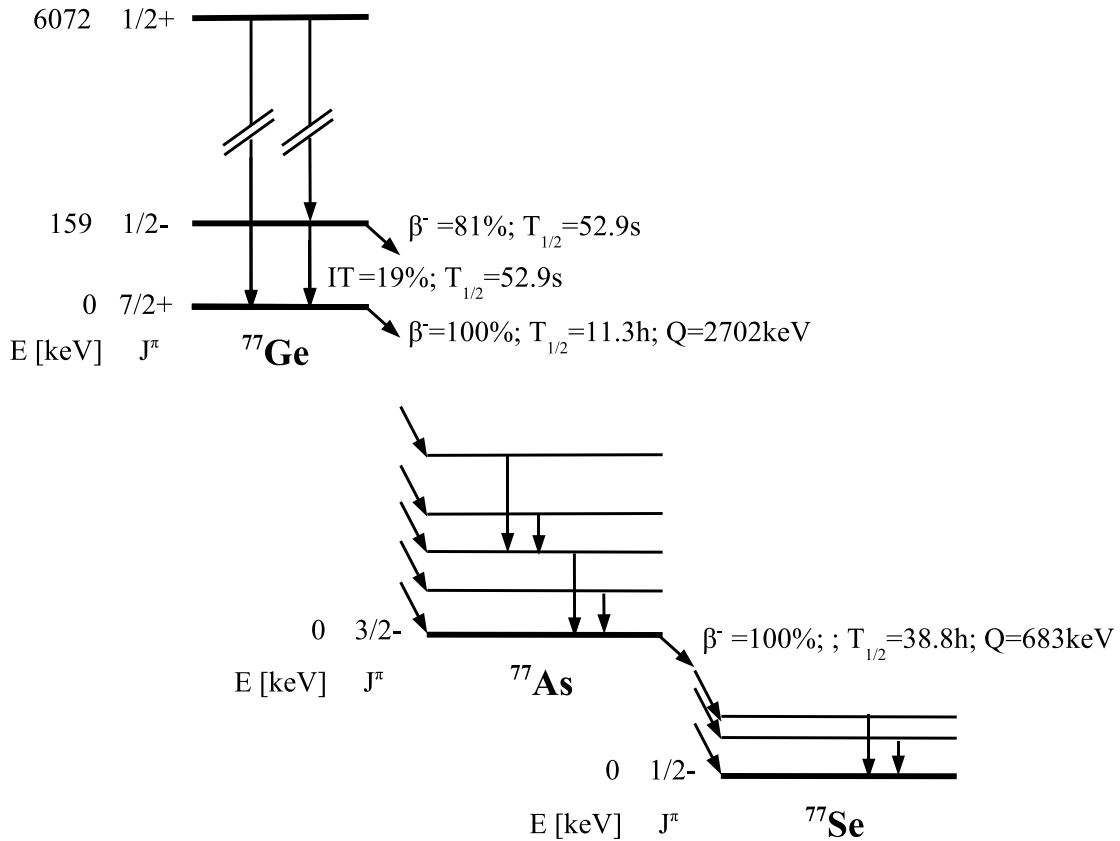 6072 1/2+
159 1/2-
β⁻ =81%; T₁/₂=52.9s
IT =19%; T₁/₂=52.9s
0 7/2+
β⁻=100%; T₁/₂=11.3h; Q=2702keV
E [keV] Jπ ⁷⁷Ge
0 3/2-
β⁻ =100%; ; T₁/₂=38.8h; Q=683keV
E [keV] Jπ ⁷⁷As
0 1/2-
E [keV] Jπ ⁷⁷Se